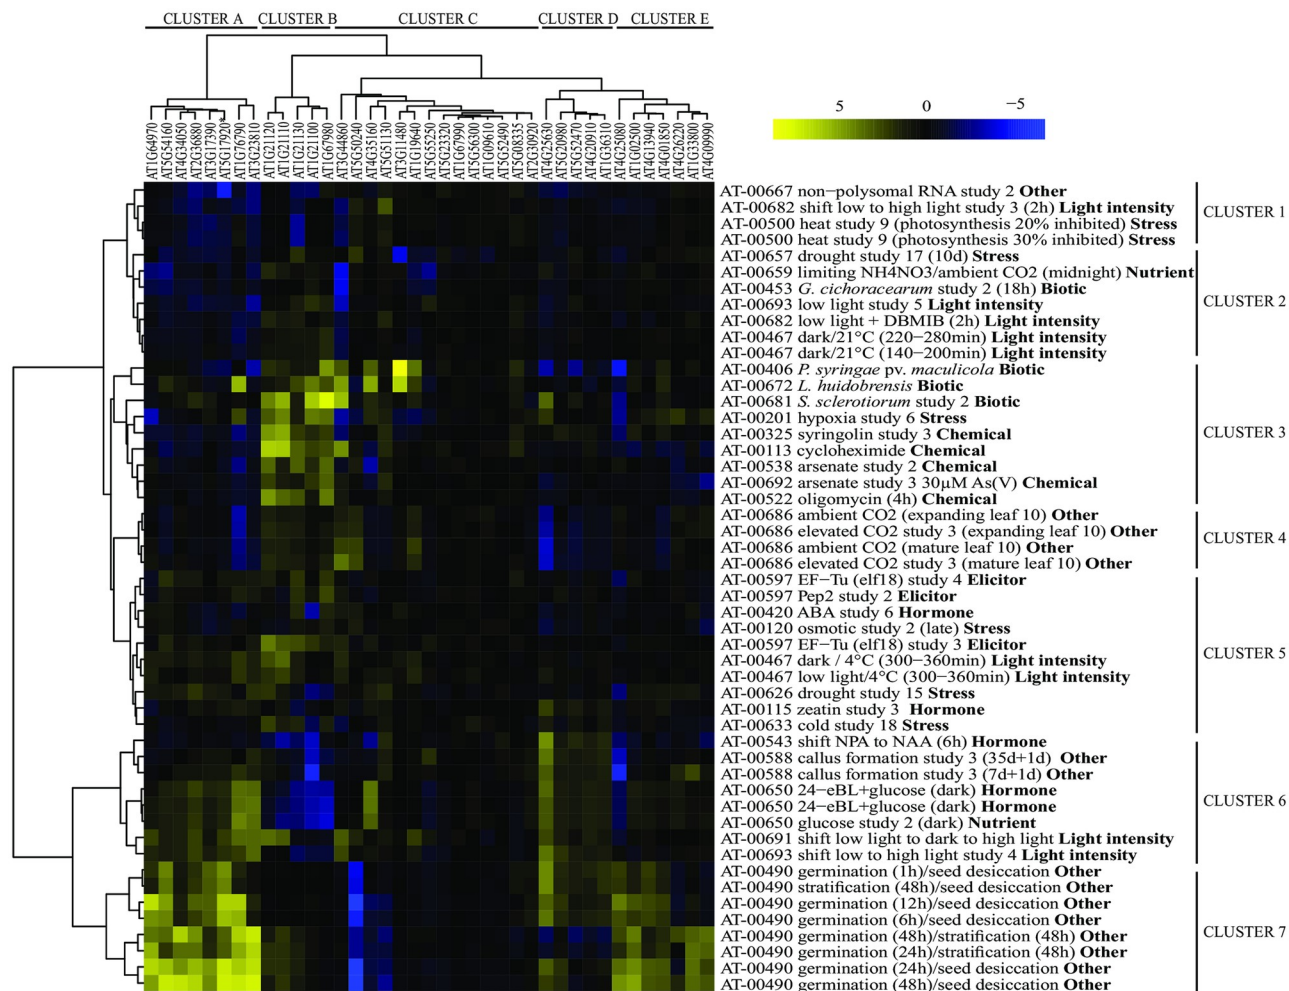 CLUSTER A CLUSTER B CLUSTER C CLUSTER D CLUSTER E
5 0 −5
AT1G64970
AT5G54160
AT4G34050
AT2G36880
AT3G17390
AT5G17920*
AT1G76790
AT3G23810
AT1G21120
AT1G21110
AT1G21130
AT1G21100
AT1G67980
AT3G44860
AT5G50240
AT4G35160
AT5G51130
AT3G11480
AT1G19640
AT5G55250
AT5G23320
AT1G67990
AT5G56300
AT1G09610
AT5G52490
AT5G08335
AT2G30920
AT4G25630
AT5G20980
AT5G52470
AT4G20910
AT1G36310
AT4G25080
AT1G02500
AT4G13940
AT4G01850
AT4G26220
AT1G33800
AT4G09990
AT-00667 non−polysomal RNA study 2 Other
AT-00682 shift low to high light study 3 (2h) Light intensity
CLUSTER 1
AT-00500 heat study 9 (photosynthesis 20% inhibited) Stress
AT-00500 heat study 9 (photosynthesis 30% inhibited) Stress
AT-00657 drought study 17 (10d) Stress
AT-00659 limiting NH4NO3/ambient CO2 (midnight) Nutrient
AT-00453 G. cichoracearum study 2 (18h) Biotic
AT-00693 low light study 5 Light intensity
CLUSTER 2
AT-00682 low light + DBMIB (2h) Light intensity
AT-00467 dark/21°C (220−280min) Light intensity
AT-00467 dark/21°C (140−200min) Light intensity
AT-00406 P. syringae pv. maculicola Biotic
AT-00672 L. huidobrensis Biotic
AT-00681 S. sclerotiorum study 2 Biotic
AT-00201 hypoxia study 6 Stress
AT-00325 syringolin study 3 Chemical
CLUSTER 3
AT-00113 cycloheximide Chemical
AT-00538 arsenate study 2 Chemical
AT-00692 arsenate study 3 30µM As(V) Chemical
AT-00522 oligomycin (4h) Chemical
AT-00686 ambient CO2 (expanding leaf 10) Other
AT-00686 elevated CO2 study 3 (expanding leaf 10) Other
CLUSTER 4
AT-00686 ambient CO2 (mature leaf 10) Other
AT-00686 elevated CO2 study 3 (mature leaf 10) Other
AT-00597 EF−Tu (elf18) study 4 Elicitor
AT-00597 Pep2 study 2 Elicitor
AT-00420 ABA study 6 Hormone
AT-00120 osmotic study 2 (late) Stress
AT-00597 EF−Tu (elf18) study 3 Elicitor
CLUSTER 5
AT-00467 dark / 4°C (300−360min) Light intensity
AT-00467 low light/4°C (300−360min) Light intensity
AT-00626 drought study 15 Stress
AT-00115 zeatin study 3 Hormone
AT-00633 cold study 18 Stress
AT-00543 shift NPA to NAA (6h) Hormone
AT-00588 callus formation study 3 (35d+1d) Other
AT-00588 callus formation study 3 (7d+1d) Other
AT-00650 24−eBL+glucose (dark) Hormone
AT-00650 24−eBL+glucose (dark) Hormone
CLUSTER 6
AT-00650 glucose study 2 (dark) Nutrient
AT-00691 shift low light to dark to high light Light intensity
AT-00693 shift low to high light study 4 Light intensity
AT-00490 germination (1h)/seed desiccation Other
AT-00490 stratification (48h)/seed desiccation Other
AT-00490 germination (12h)/seed desiccation Other
AT-00490 germination (6h)/seed desiccation Other
AT-00490 germination (48h)/stratification (48h) Other
CLUSTER 7
AT-00490 germination (24h)/stratification (48h) Other
AT-00490 germination (24h)/seed desiccation Other
AT-00490 germination (48h)/seed desiccation Other